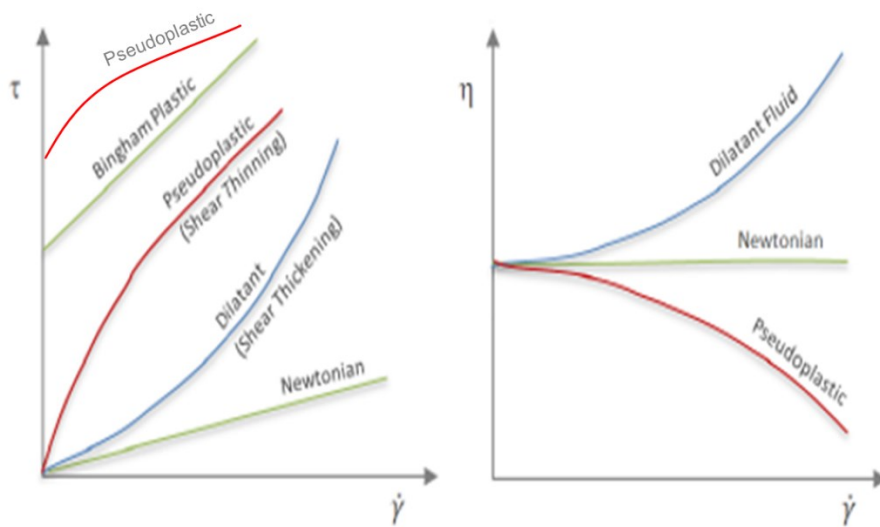 Pseudoplastic
τ
Bingham Plastic
Pseudoplastic
(Shear Thinning)
Dilatant
(Shear Thickening)
Newtonian
γ̇
η
Dilatant Fluid
Newtonian
Pseudoplastic
γ̇